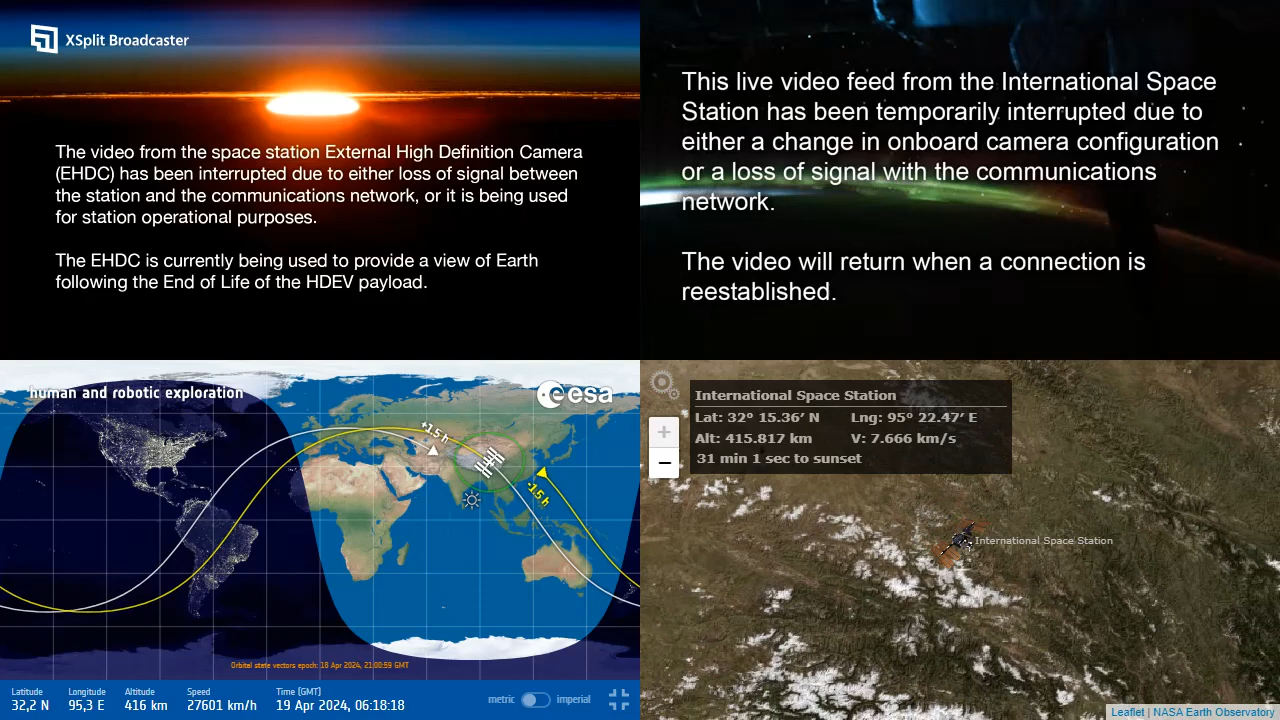 XSplit Broadcaster
The video from the space station External High Definition Camera
(EHDC) has been interrupted due to either loss of signal between
the station and the communications network, or it is being used
for station operational purposes.
The EHDC is currently being used to provide a view of Earth
following the End of Life of the HDEV payload.
This live video feed from the International Space
Station has been temporarily interrupted due to
either a change in onboard camera configuration
or a loss of signal with the communications
network.
The video will return when a connection is
reestablished.
human and robotic exploration
esa
+1.5 h
-1.5 h
Orbital state vectors epoch: 18 Apr 2024, 21:00:59 GMT
Latitude Longitude Altitude Speed Time (GMT)
32,2 N 95,3 E 416 km 27601 km/h 19 Apr 2024, 06:18:18
metric imperial
International Space Station
Lat: 32° 15.36′ N Lng: 95° 22.47′ E
Alt: 415.817 km V: 7.666 km/s
31 min 1 sec to sunset
+
−
International Space Station
Leaflet | NASA Earth Observatory